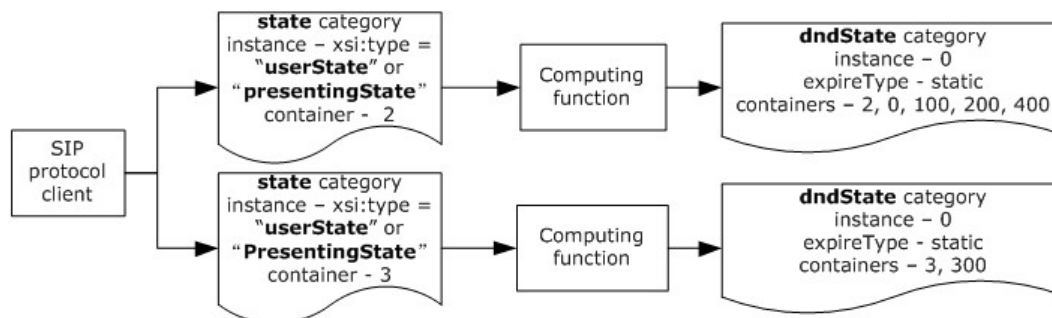 SIP
protocol
client
state category
instance – xsi:type =
“userState” or
“presentingState”
container -  2
Computing
function
dndState category
instance – 0
expireType - static
containers – 2, 0, 100, 200, 400
state category
instance – xsi:type =
“userState” or
“PresentingState”
container - 3
Computing
function
dndState category
instance – 0
expireType - static
containers – 3, 300